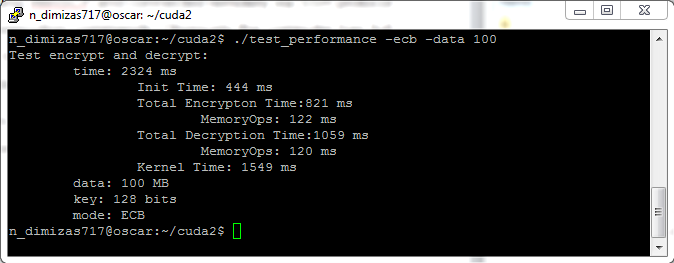 n_dimizas717@oscar: ~/cuda2
n_dimizas717@oscar:~/cuda2$ ./test_performance -ecb -data 100
Test encrypt and decrypt:
time: 2324 ms
Init Time: 444 ms
Total Encrypton Time:821 ms
MemoryOps: 122 ms
Total Decryption Time:1059 ms
MemoryOps: 120 ms
Kernel Time: 1549 ms
data: 100 MB
key: 128 bits
mode: ECB
n_dimizas717@oscar:~/cuda2$